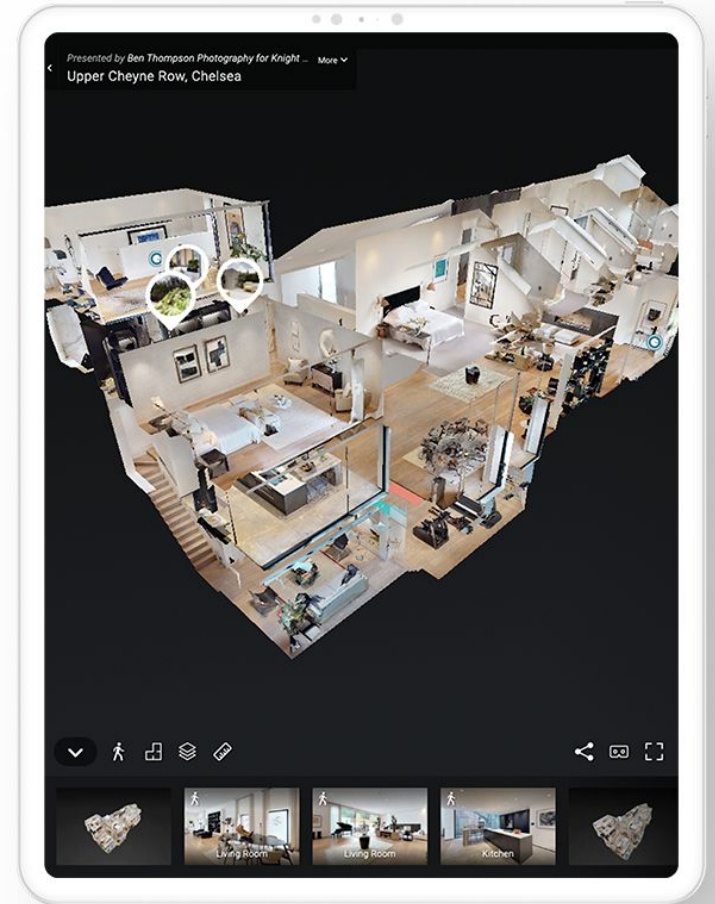 Presented by Ben Thompson Photography for Knight ...
More
Upper Cheyne Row, Chelsea
Living Room
Living Room
Kitchen